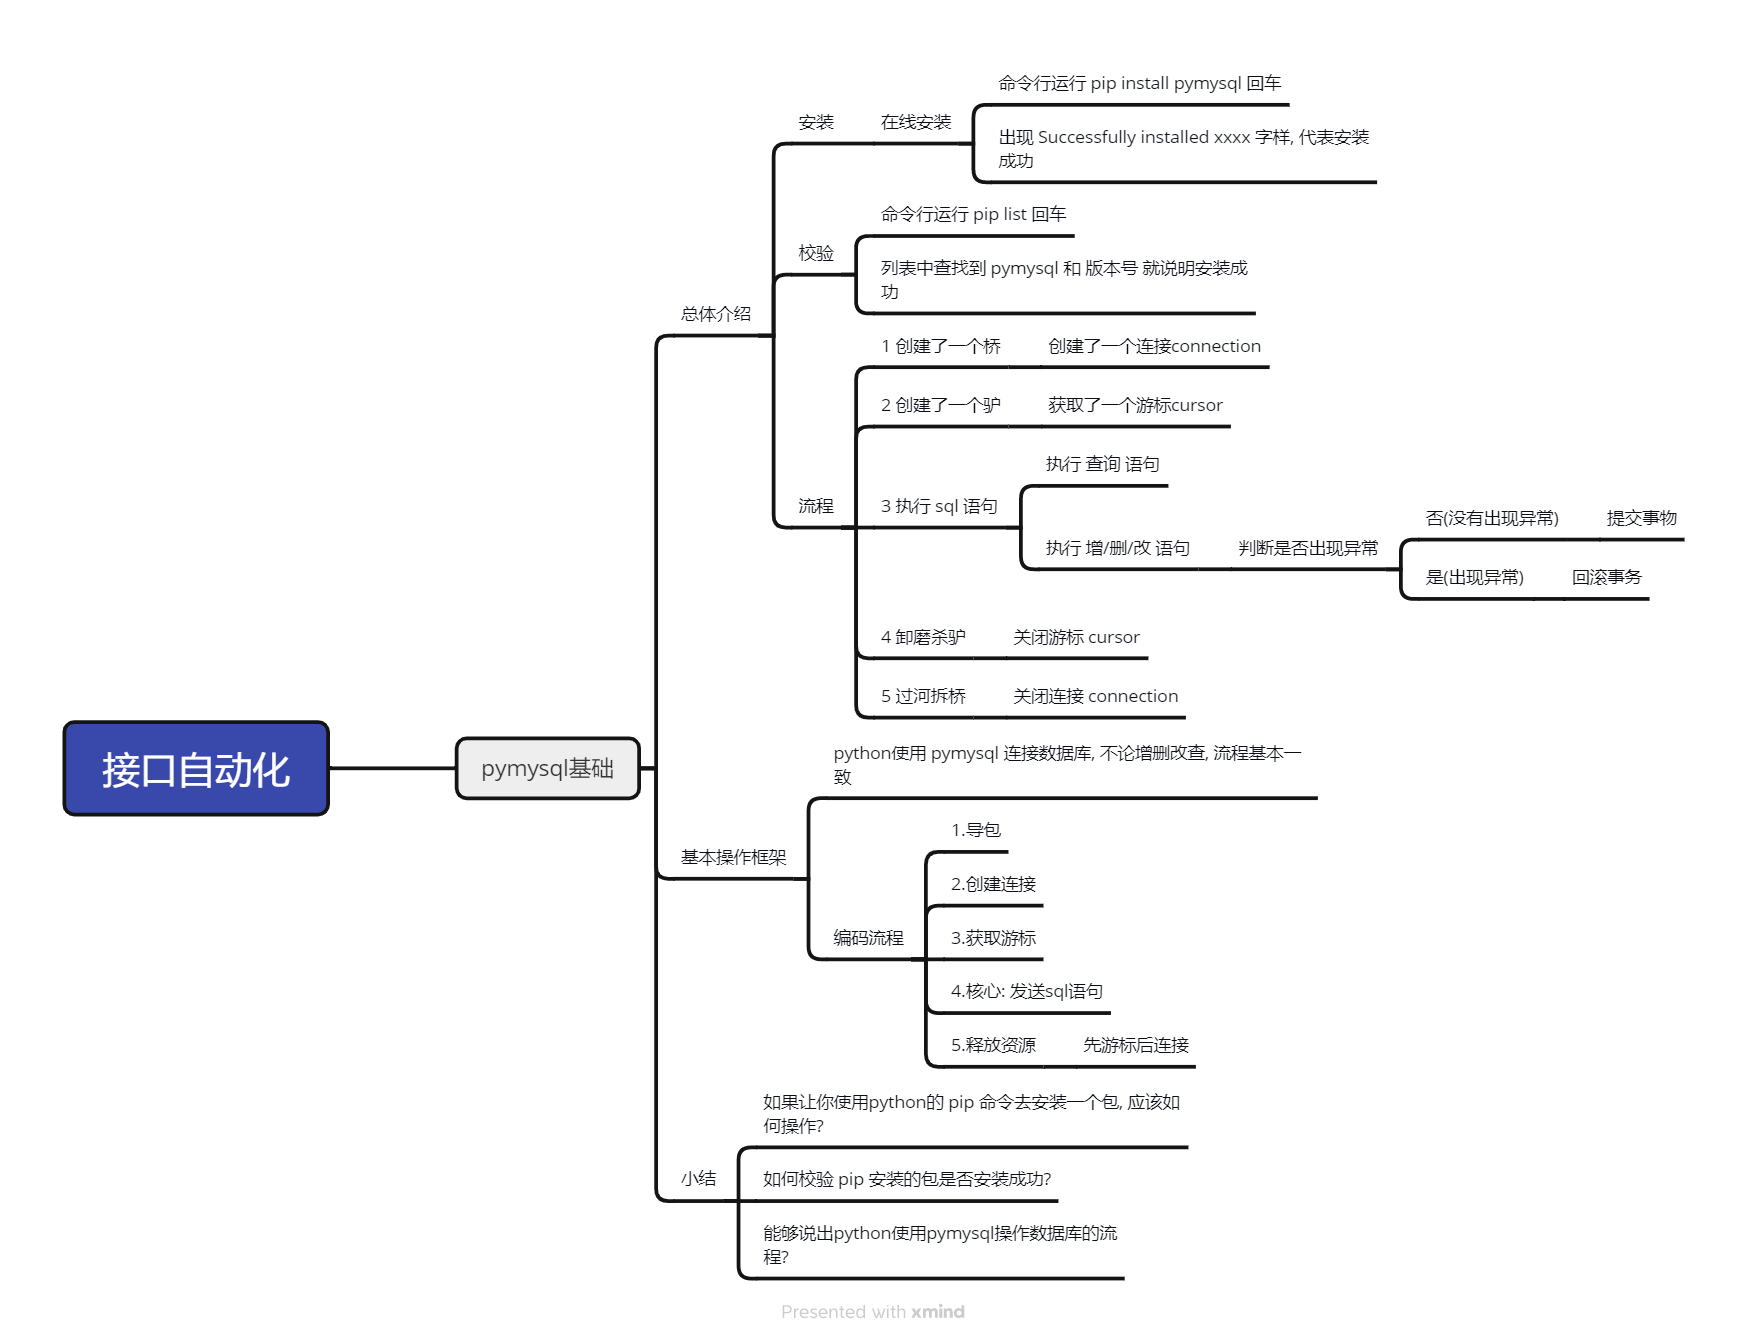 接口自动化
pymysql基础
总体介绍
安装
在线安装
命令行运行 pip install pymysql 回车
出现 Successfully installed xxxx 字样, 代表安装
成功
校验
命令行运行 pip list 回车
列表中查找到 pymysql 和 版本号 就说明安装成
功
流程
1 创建了一个桥
创建了一个连接connection
2 创建了一个驴
获取了一个游标cursor
3 执行 sql 语句
执行 查询 语句
执行 增/删/改 语句
判断是否出现异常
否(没有出现异常)
提交事物
是(出现异常)
回滚事务
4 卸磨杀驴
关闭游标 cursor
5 过河拆桥
关闭连接 connection
基本操作框架
python使用 pymysql 连接数据库, 不论增删改查, 流程基本一
致
编码流程
1.导包
2.创建连接
3.获取游标
4.核心: 发送sql语句
5.释放资源
先游标后连接
小结
如果让你使用python的 pip 命令去安装一个包, 应该如
何操作?
如何校验 pip 安装的包是否安装成功?
能够说出python使用pymysql操作数据库的流
程?
Presented with xmind